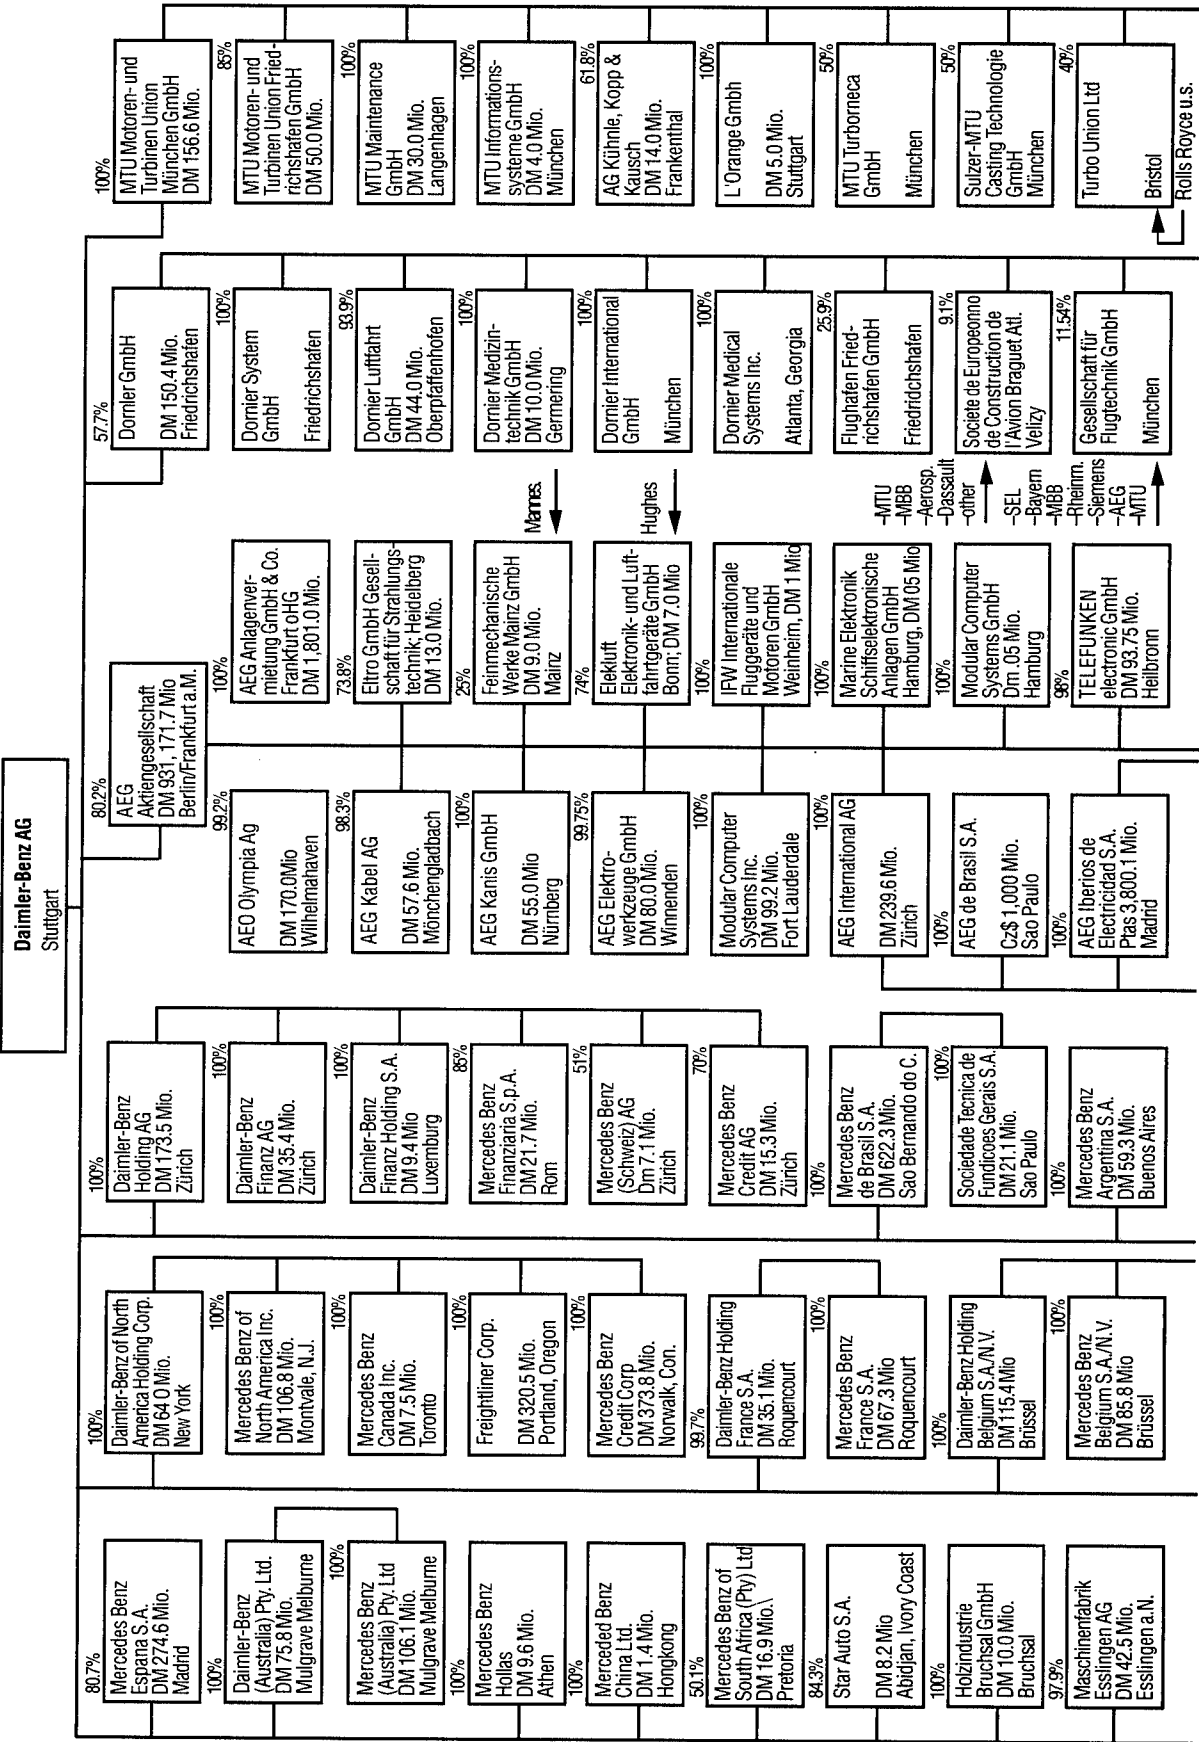 Daimler-Benz AG
Stuttgart
80.7%
Mercedes Benz
Espana S.A.
DM 274.6 Mio.
Madrid
100%
Daimler-Benz
(Australia) Pty. Ltd.
DM 75.8 Mio.
Mulgrave Melburne
100%
Mercedes Benz
(Australia) Pty. Ltd
DM 106.1 Mio.
Mulgrave Melburne
100%
Mercedes Benz
Hollas
DM 9.6 Mio.
Athen
100%
Merceded Benz
China Ltd.
DM 1.4 Mio.
Hongkong
50.1%
Mercedes Benz of
South Africa (Pty) Ltd
DM 16.9 Mio.\
Pretoria
84.3%
Star Auto S.A.
DM 8.2 Mio
Abidjan, Ivory Coast
100%
Holzindustrie
Bruchsal GmbH
DM 10.0 Mio.
Bruchsal
97.9%
Maschinenfabrik
Esslingen AG
DM 42.5 Mio.
Esslingen a.N.
100%
Daimler-Benz of North
America Holding Corp.
DM 64 0 Mio.
New York
100%
Mercedes Benz of
North America Inc.
DM 106.8 Mio.
Montvale, N.J.
100%
Mercedes Benz
Canada Inc.
DM 7.5 Mio.
Toronto
100%
Freightliner Corp.
DM 320.5 Mio.
Portland, Oregon
100%
Mercedes Benz
Credit Corp
DM 373.8 Mio.
Norwalk, Con.
99.7%
Daimler-Benz Holding
France S.A.
DM 35.1 Mio.
Roquencourt
100%
Mercedes Benz
France S.A.
DM 67.3 Mio
Roquencourt
100%
Daimler-Benz Holding
Belgium S.A./N.V.
DM 115.4 Mio
Brüssel
100%
Mercedes Benz
Belgium S.A./N.V.
DM 85.8 Mio
Brüssel
100%
Daimler-Benz
Holding AG
DM 173.5 Mio.
Zürich
100%
Daimler-Benz
Finanz AG
DM 35.4 Mio.
Zürich
100%
Daimler-Benz
Finanz Holding S.A.
DM 9.4 Mio
Luxemburg
85%
Mercedes Benz
Finanziaria S.p.A.
DM 21.7 Mio.
Rom
51%
Mercedes Benz
(Schweiz) AG
Dm 7.1 Mio.
Zürich
70%
Mercedes Benz
Credit AG
DM 15.3 Mio.
Zürich
100%
Mercedes Benz
de Brasil S.A.
DM 622.3 Mio.
Sao Bernando do C.
100%
Sociedade Tecnica de
Fundicoes Gerais S.A.
DM 21.1 Mio.
Sao Paulo
100%
Mercedes Benz
Argentina S.A.
DM 59.3 Mio.
Buenos Aires
80.2%
AEG
Aktiengesellschaft
DM 931, 171.7 Mio
Berlin/Frankfurt a.M.
99.2%
AEO Olympia Ag
DM 170.0Mio
Wilhelmahaven
98.3%
AEG Kabel AG
DM 57.6 Mio.
Mönchengladbach
100%
AEG Kanis GmbH
DM 55.0 Mio
Nürnberg
99.75%
AEG Elektro-
werkzeuge GmbH
DM 80.0 Mio.
Winnenden
100%
Modular Computer
Systems Inc.
DM 99.2 Mio.
Fort Lauderdale
100%
AEG International AG
DM 239.6 Mio.
Zürich
100%
AEG de Brasil S.A.
Cz$ 1,000 Mio.
Sao Paulo
100%
AEG Iberios de
Electricidad S.A.
Ptas 3,800.1 Mio.
Madrid
100%
AEG Anlagenver-
mietung GmbH & Co.
Frankfurt oHG
DM 1,801.0 Mio.
73.8%
Eltro GmbH Gesell-
schaft für Strahlungs-
technik; Heidelberg
DM 13.0 Mio.
25%
Feinmechanische
Werke Mainz GmbH
DM 9.0 Mio.
Mainz
Mannes.
74%
Elekluft
Elektronik- und Luft-
fahrtgeräte GmbH
Bonn; DM 7.0 Mio
Hughes
100%
IFW Internationale
Fluggeräte und
Motoren GmbH
Weinheim, DM 1 Mio
100%
Marine Elektronik
Schiffselektronische
Anlagen GmbH
Hamburg, DM 05 Mio
100%
Modular Computer
Systems GmbH
Dm .05 Mio.
Hamburg
98%
TELEFUNKEN
electronic GmbH
DM 93.75 Mio.
Heilbronn
57.7%
Dornler GmbH
DM 150.4 Mio.
Friedrichshafen
100%
Dornier System
GmbH
Friedrichshafen
93.9%
Dornier Luftfahrt
GmbH
DM 44.0 Mio.
Oberpfaffenhofen
100%
Dornier Medizin-
technik GmbH
DM 10.0 Mio.
Germering
100%
Dornier International
GmbH
München
100%
Dornier Medical
Systems Inc.
Atlanta, Georgia
25.9%
Flughafen Fried-
richshafen GmbH
Friedrichshafen
9.1%
Societe de Europeonno
de Construction de
l' Avion Braguet Atl.
Velizy
–MTU
–MBB
–Aerosp.
–Dassault
–other
11.54%
Gesellschaft für
Flugtechnik GmbH
München
–SEL
–Bayern
–MBB
–Rheinm.
–Siemens
–AEG
–MTU
100%
MTU Motoren- und
Turbinen Union
München GmbH
DM 156.6 Mio.
85%
MTU Motoren- und
Turbinen Union Fried-
richshafen GmbH
DM 50.0 Mio.
100%
MTU Maintenance
GmbH
DM 30.0 Mio.
Langenhagen
100%
MTU Informations-
systeme GmbH
DM 4.0 Mio.
München
61.8%
AG Kühnle, Kopp &
Kausch
DM 14.0 Mio.
Frankenthal
100%
L'Orange Gmbh
DM 5.0 Mio.
Stuttgart
50%
MTU Turborneca
GmbH
München
50%
Sulzer-MTU
Casting Technologie
GmbH
München
40%
Turbo Union Ltd
Bristol
Rolls Royce u.s.